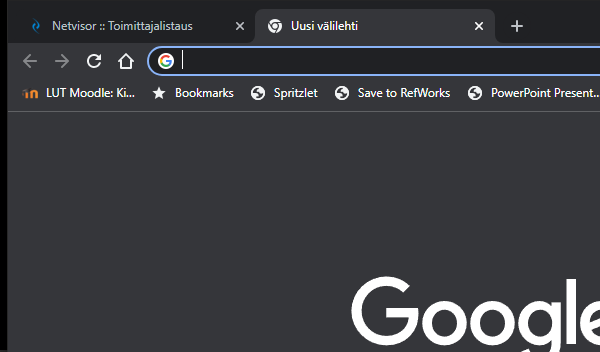 Netvisor :: Toimittajalistaus
Uusi välilehti
LUT Moodle: Ki... Bookmarks Spritzlet Save to RefWorks PowerPoint Present...
Google